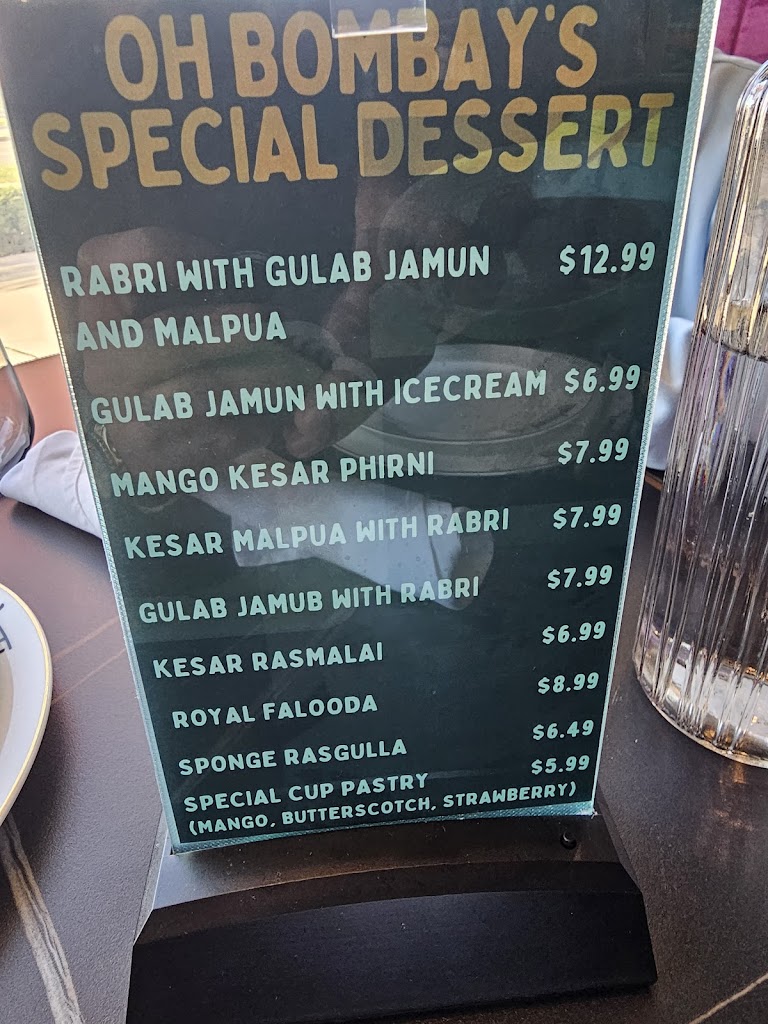 OH BOMBAY'S
SPECIAL DESSERT
RABRI WITH GULAB JAMUN $12.99
AND MALPUA
GULAB JAMUN WITH ICECREAM $6.99
MANGO KESAR PHIRNI $7.99
KESAR MALPUA WITH RABRI $7.99
GULAB JAMUB WITH RABRI $7.99
KESAR RASMALAI $6.99
ROYAL FALOODA $8.99
SPONGE RASGULLA $6.49
SPECIAL CUP PASTRY $5.99
(MANGO, BUTTERSCOTCH, STRAWBERRY)